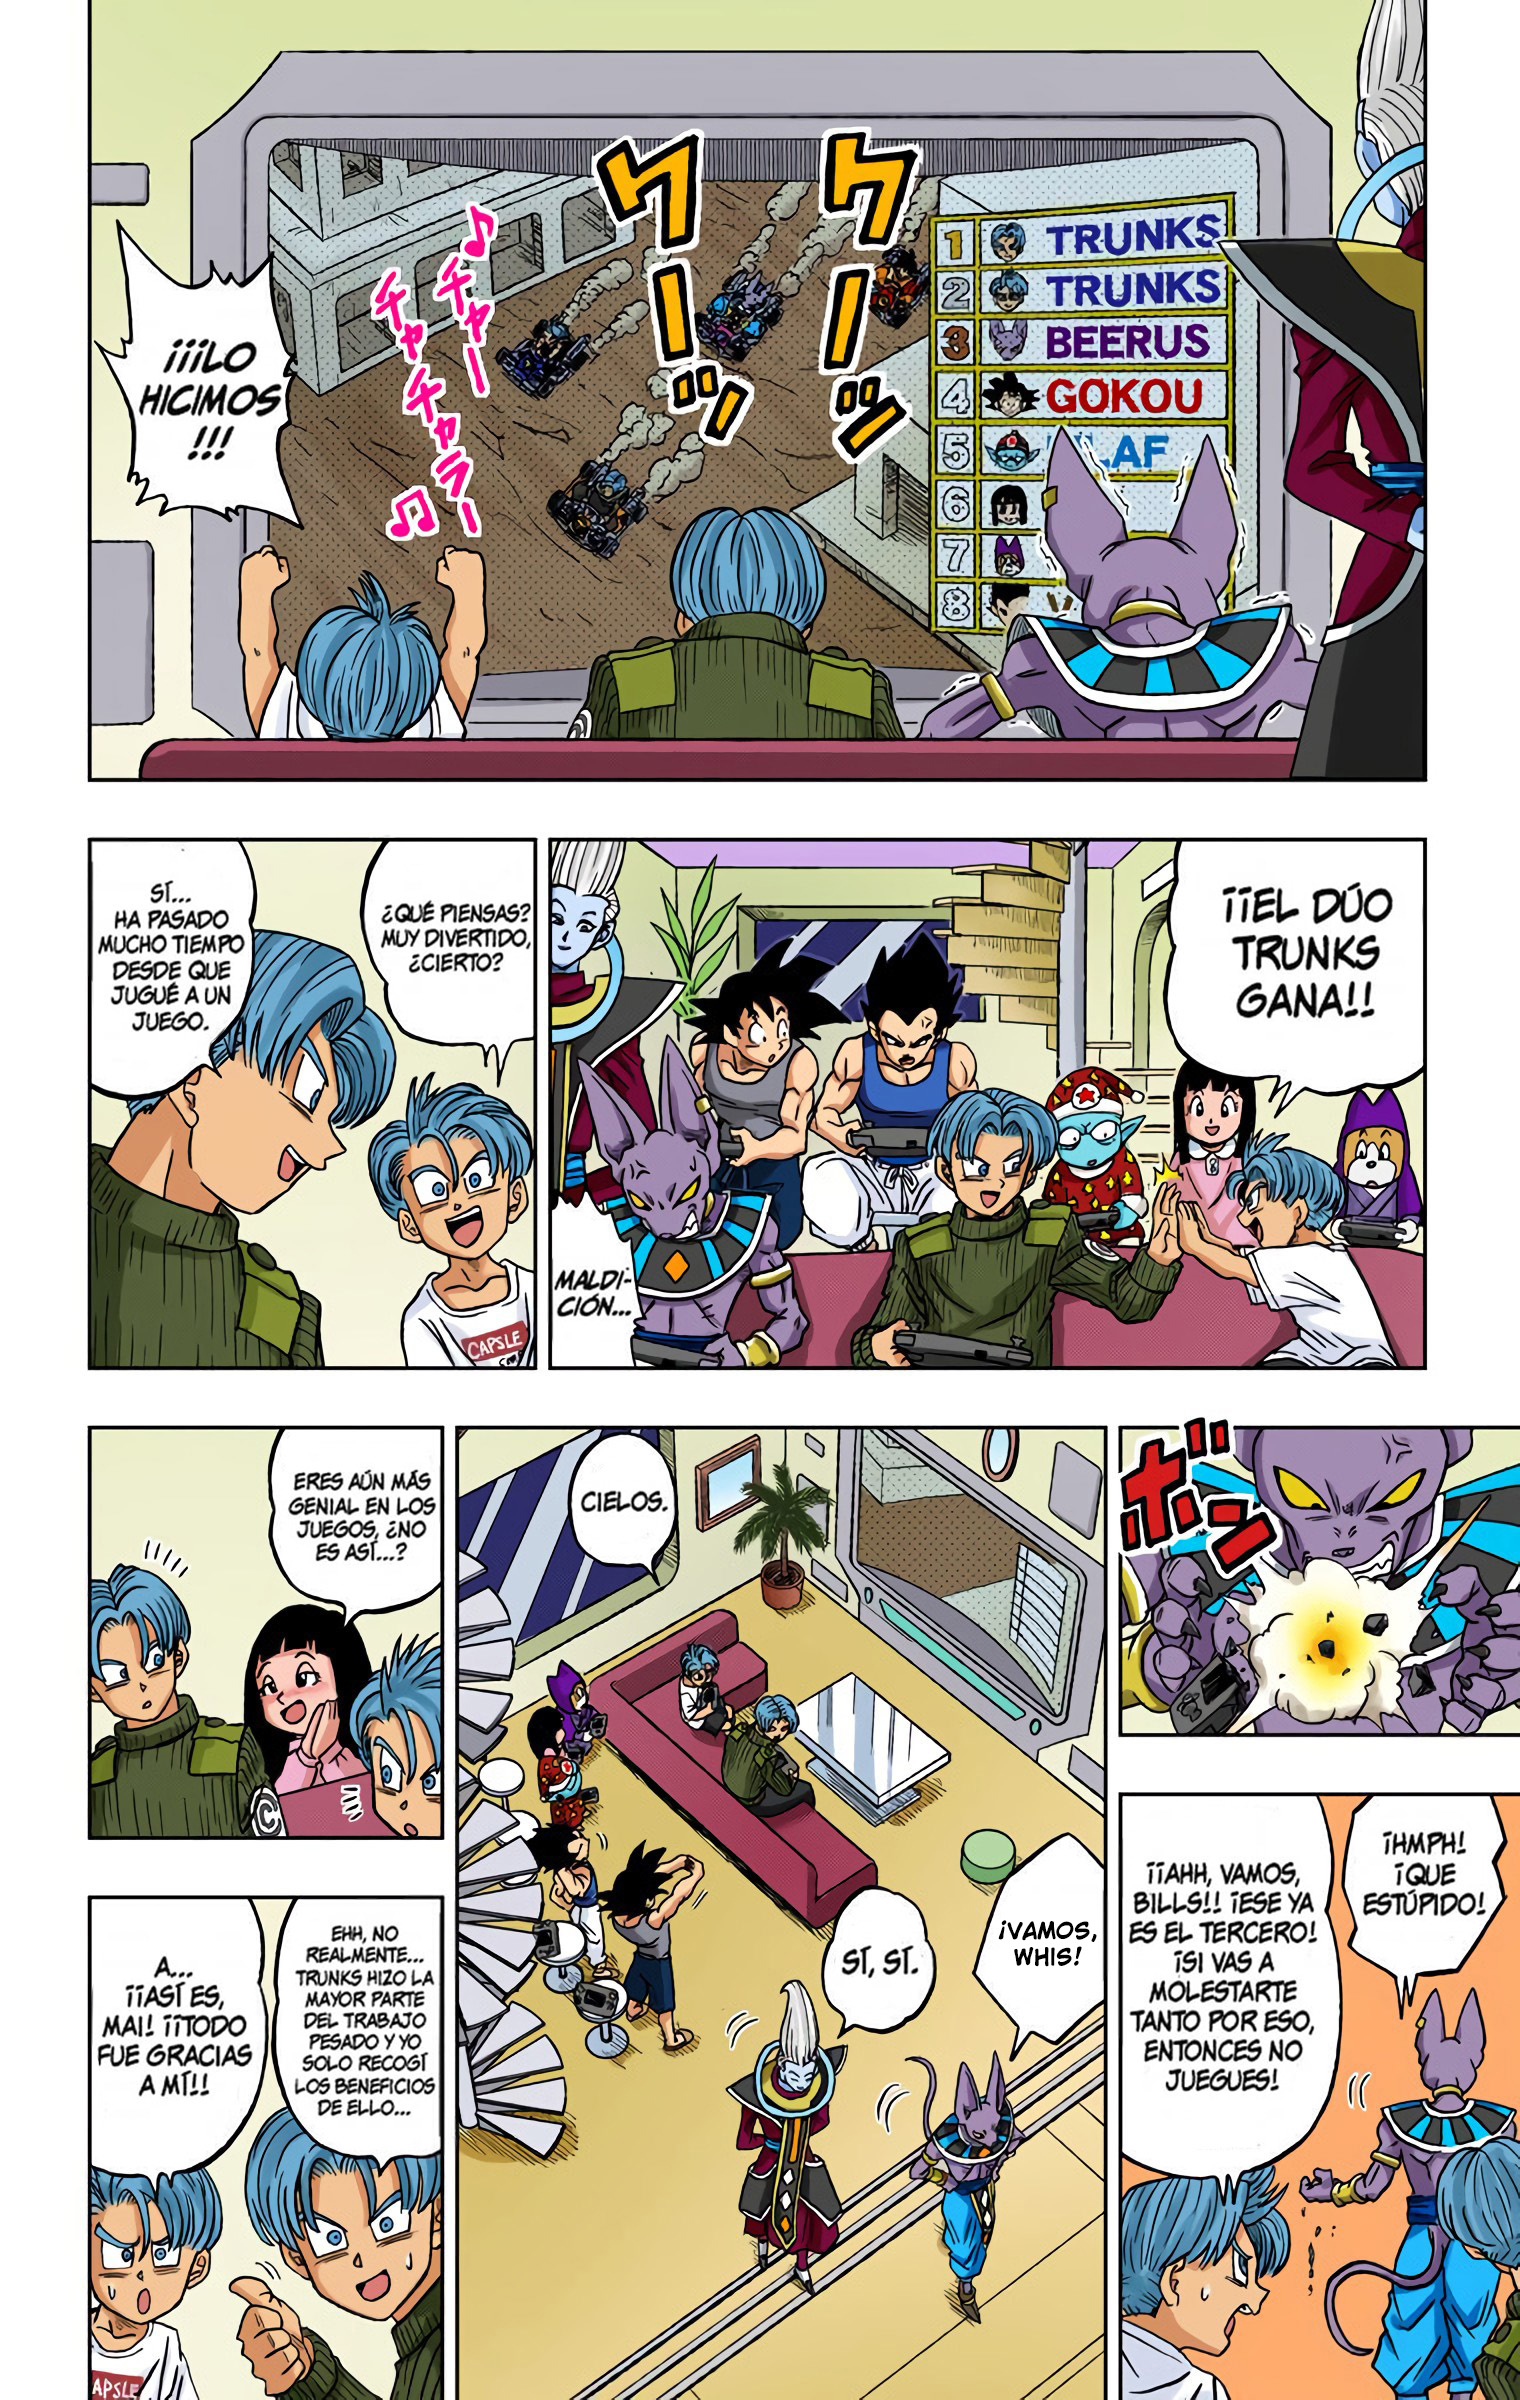 ¡¡¡LO
HICIMOS
!!!
♪チャー
チャチャラー♫
クーッ
クーッ
1 TRUNKS
2 TRUNKS
3 BEERUS
4 GOKOU
5 LAF
6
7
8 V
¡¡EL DÚO
TRUNKS
GANA!!
MALDI-
CIÓN...
¿QUÉ PIENSAS?
MUY DIVERTIDO,
¿CIERTO?
SÍ...
HA PASADO
MUCHO TIEMPO
DESDE QUE
JUGUÉ A UN
JUEGO.
CAPSLE
ボン
¡HMPH!
¡QUE
ESTÚPIDO!
¡¡AHH, VAMOS,
BILLS!! ¡ESE YA
ES EL TERCERO!
¡SI VAS A
MOLESTARTE
TANTO POR ESO,
ENTONCES NO
JUEGUES!
CIELOS.
¡VAMOS,
WHIS!
SÍ, SÍ.
ERES AÚN MÁS
GENIAL EN LOS
JUEGOS, ¿NO
ES ASÍ...?
C
EHH, NO
REALMENTE...
TRUNKS HIZO LA
MAYOR PARTE
DEL TRABAJO
PESADO Y YO
SOLO RECOGÍ
LOS BENEFICIOS
DE ELLO...
A...
¡¡ASÍ ES,
MAI! ¡¡TODO
FUE GRACIAS
A MÍ!!
APSLE